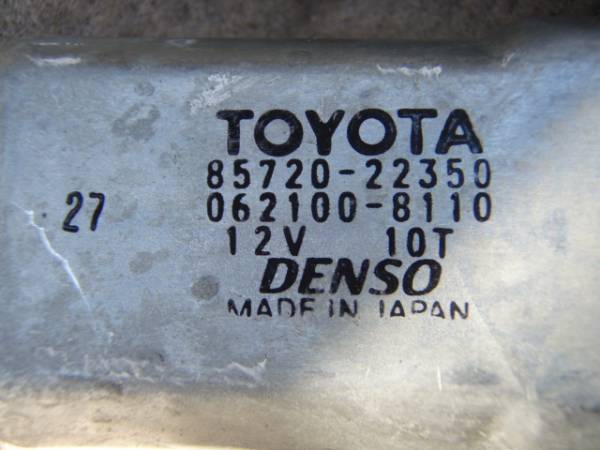 TOYOTA
85720-22350
27
062100-8110
12V 10T
DENSO
MADE IN JAPAN